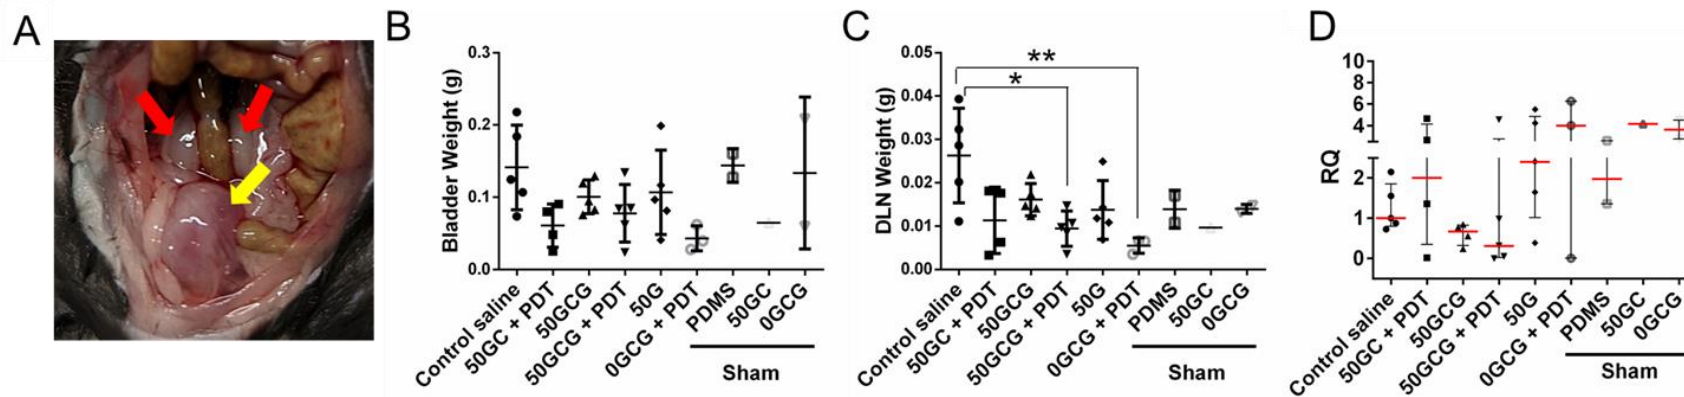 A
B
Bladder Weight (g)
0.3
0.2
0.1
0.0
Control saline
50GC + PDT
50GCG
50GCG + PDT
50G
0GCG + PDT
PDMS
50GC
0GCG
Sham
C
DLN Weight (g)
0.05
0.04
0.03
0.02
0.01
0.00
**
*
Control saline
50GC + PDT
50GCG
50GCG + PDT
50G
0GCG + PDT
PDMS
50GC
0GCG
Sham
D
RQ
10
8
6
4
2
1
0
Control saline
50GC + PDT
50GCG
50GCG + PDT
50G
0GCG + PDT
PDMS
50GC
0GCG
Sham